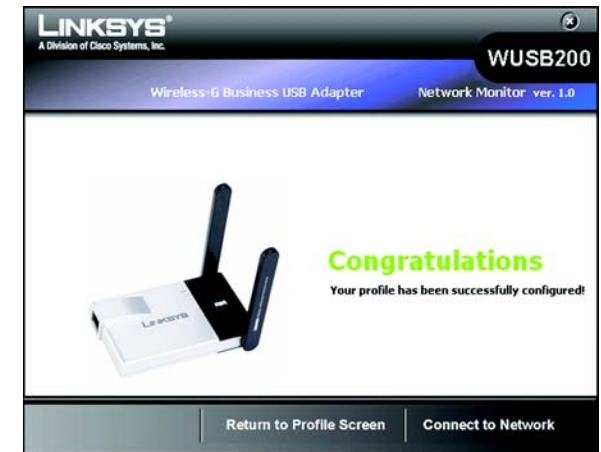 LINKSYS®
A Division of Cisco Systems, Inc.
WUSB200
Wireless-G Business USB Adapter
Network Monitor ver. 1.0
LINKSYS
Congratulations
Your profile has been successfully configured!
Return to Profile Screen
Connect to Network